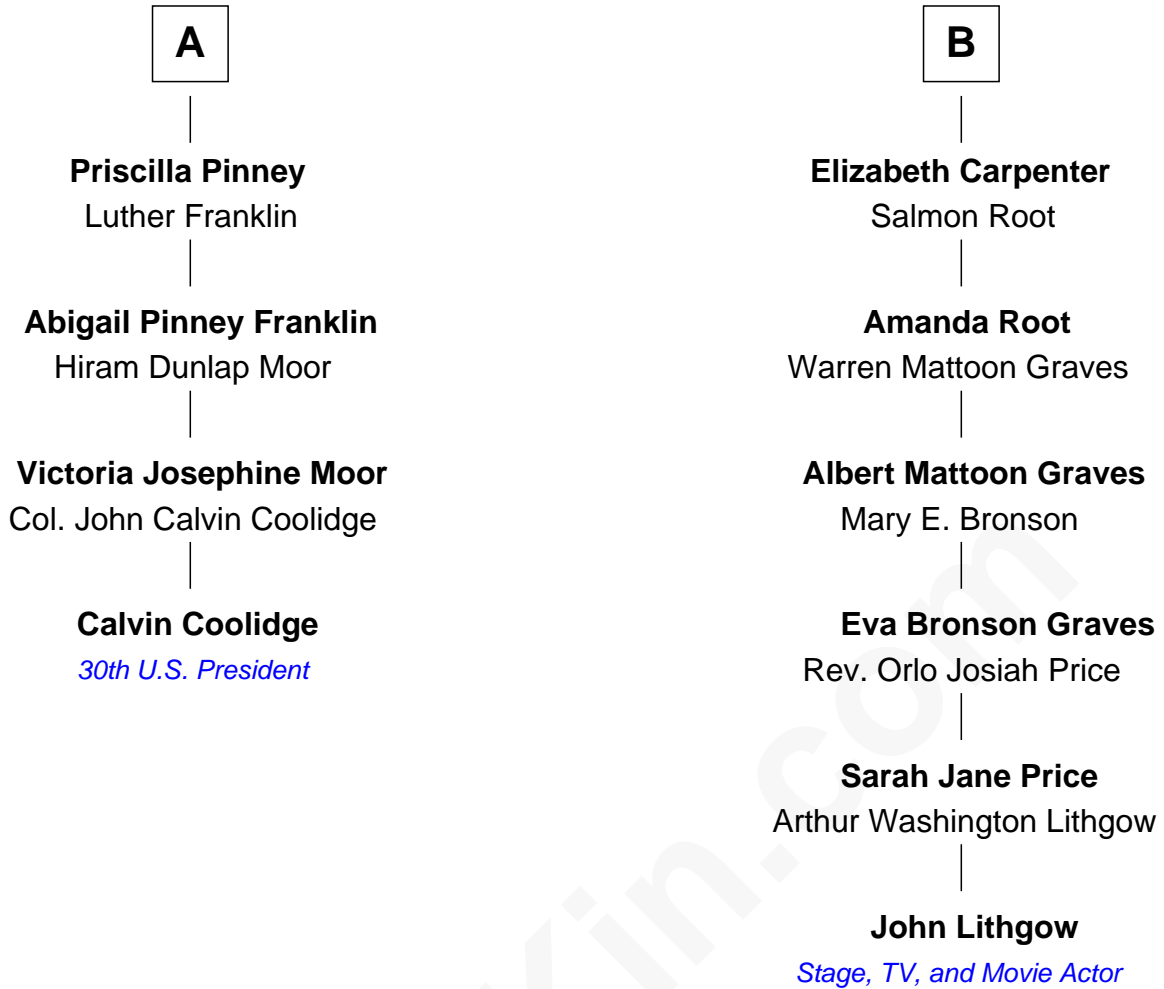 A
Priscilla Pinney
Luther Franklin
Abigail Pinney Franklin
Hiram Dunlap Moor
Victoria Josephine Moor
Col. John Calvin Coolidge
Calvin Coolidge
30th U.S. President
B
Elizabeth Carpenter
Salmon Root
Amanda Root
Warren Mattoon Graves
Albert Mattoon Graves
Mary E. Bronson
Eva Bronson Graves
Rev. Orlo Josiah Price
Sarah Jane Price
Arthur Washington Lithgow
John Lithgow
Stage, TV, and Movie Actor
Kin.com